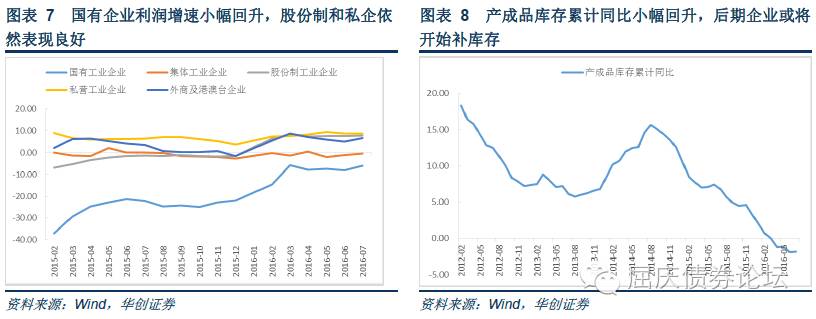 图表 7 国有企业利润增速小幅回升，股份制和私企依
然表现良好
国有工业企业 集体工业企业 股份制工业企业
私营工业企业 外商及港澳台企业
20.00
10.00
0.00
-10.00
-20.00
-30.00
-40.00
2015-02 2015-03 2015-04 2015-05 2015-06 2015-07 2015-08 2015-09 2015-10 2015-11 2015-12 2016-01 2016-02 2016-03 2016-04 2016-05 2016-06 2016-07
资料来源：Wind，华创证券
图表 8 产成品库存累计同比小幅回升，后期企业或将
开始补库存
产成品库存累计同比
20.00
15.00
10.00
5.00
0.00
-5.00
2012-02 2012-05 2012-08 2012-11 2013-02 2013-05 2013-08 2013-11 2014-02 2014-05 2014-08 2014-11 2015-02 2015-05 2015-08 2015-11 2016-02
屈庆债券论坛
资料来源：Wind，华创证券